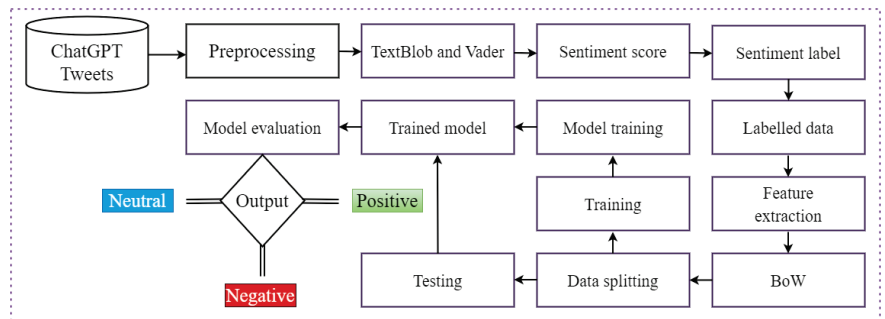 ChatGPT
Tweets
Preprocessing
TextBlob and Vader
Sentiment score
Sentiment label
Model evaluation
Trained model
Model training
Labelled data
Neutral
Output
Positive
Training
Feature
extraction
Negative
Testing
Data splitting
BoW